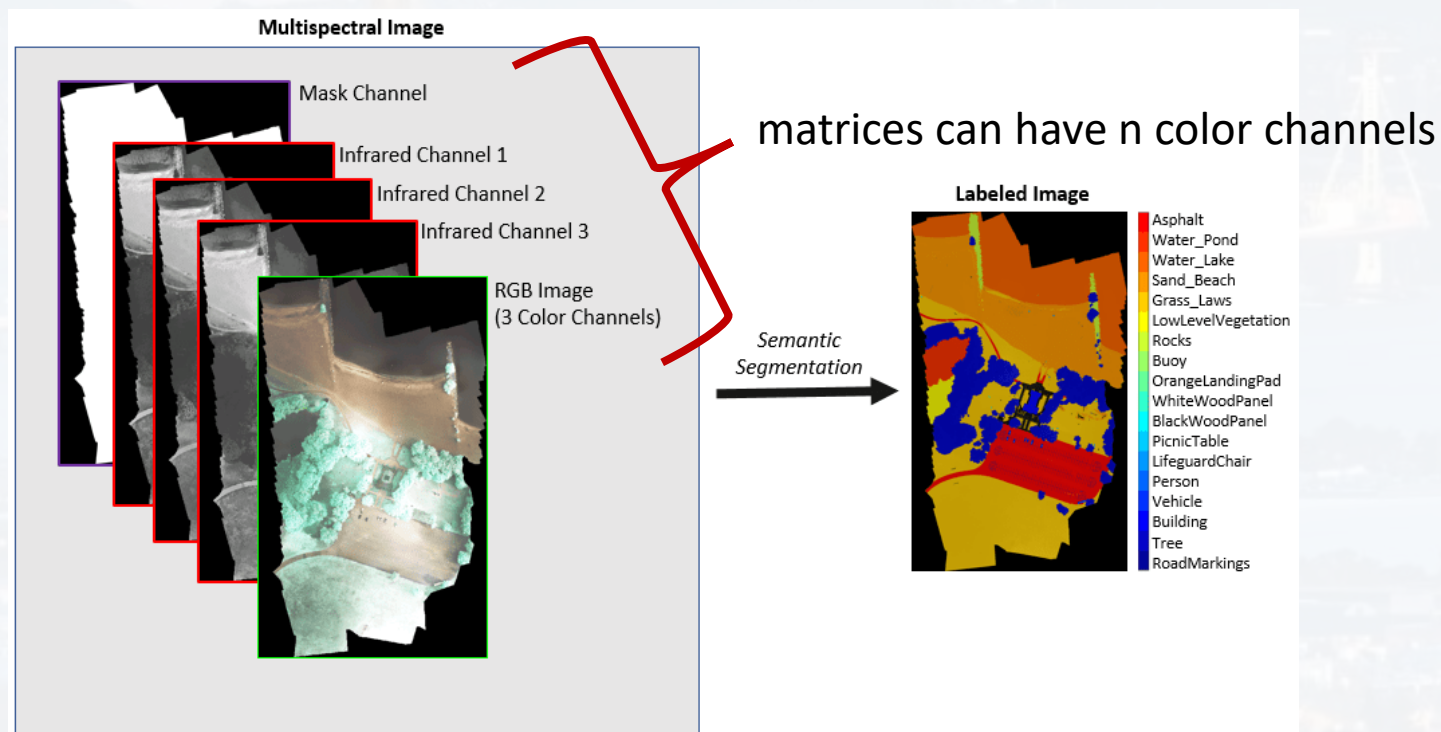 Multispectral Image
Mask Channel
Infrared Channel 1
Infrared Channel 2
Infrared Channel 3
RGB Image
(3 Color Channels)
matrices can have n color channels
Semantic
Segmentation
Labeled Image
Asphalt
Water_Pond
Water_Lake
Sand_Beach
Grass_Laws
LowLevelVegetation
Rocks
Buoy
OrangeLandingPad
WhiteWoodPanel
BlackWoodPanel
PicnicTable
LifeguardChair
Person
Vehicle
Building
Tree
RoadMarkings